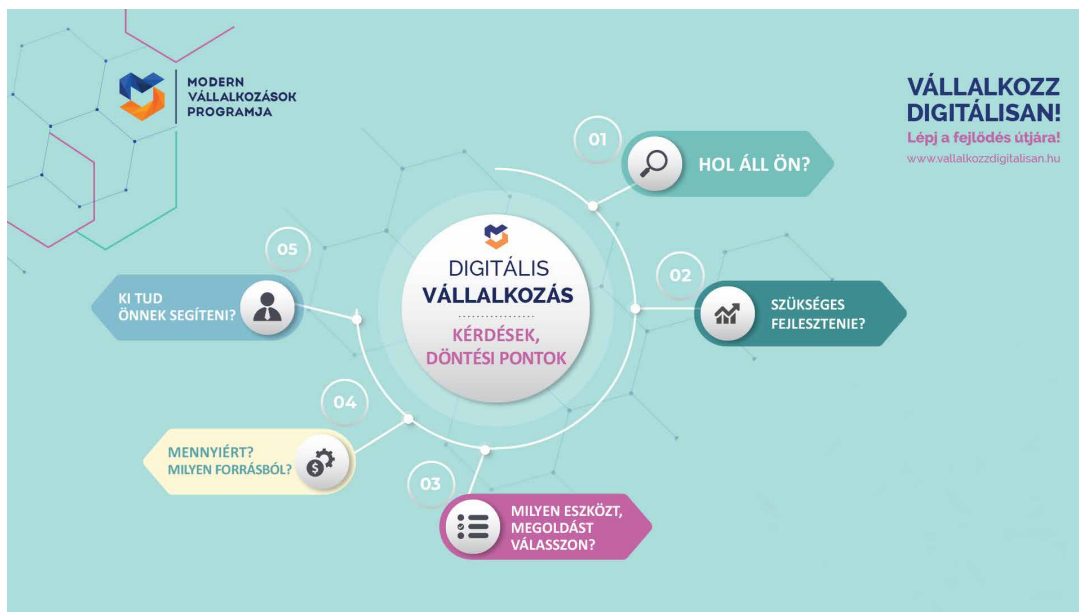 MODERN
VÁLLALKOZÁSOK
PROGRAMJA
VÁLLALKOZZ
DIGITÁLISAN!
Lépj a fejlődés útjára!
www.vallalkozzdigitalisan.hu
DIGITÁLIS
VÁLLALKOZÁS
KÉRDÉSEK,
DÖNTÉSI PONTOK
01
HOL ÁLL ÖN?
02
SZÜKSÉGES
FEJLESZTENIE?
03
MILYEN ESZKÖZT,
MEGOLDÁST
VÁLASSZON?
04
MENNYIÉRT?
MILYEN FORRÁSBÓL?
$
05
KI TUD
ÖNNEK SEGÍTENI?